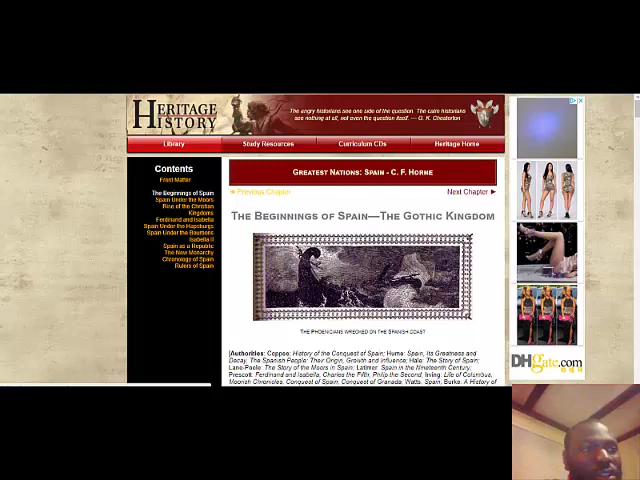 HERITAGE
HISTORY
The angry historians see one side of the question. The calm historians
see nothing at all, not even the question itself. — G. K. Chesterton
Library
Study Resources
Curriculum CDs
Heritage Home
Contents
Front Matter
The Beginnings of Spain
Spain Under the Moors
Rise of the Christian
Kingdoms
Ferdinand and Isabella
Spain Under the Hapsburgs
Spain Under the Bourbons
Isabella II
Spain as a Republic
The New Monarchy
Chronology of Spain
Rulers of Spain
GREATEST NATIONS: SPAIN - C. F. HORNE
◄ Previous Chapter
Next Chapter ►
THE BEGINNINGS OF SPAIN—THE GOTHIC KINGDOM
THE PHOENICIANS WRECKED ON THE SPANISH COAST
Authorities: Coppee: History of the Conquest of Spain; Hume: Spain, Its Greatness and
Decay, The Spanish People: Their Origin, Growth and Influence; Hale: The Story of Spain;
Lane-Poole: The Story of the Moors in Spain; Latimer: Spain in the Nineteenth Century;
Prescott: Ferdinand and Isabella, Charles the Fifth, Philip the Second; Irving: Life of Columbus,
Moorish Chronicles, Conquest of Spain, Conquest of Granada; Watts, Spain; Burke: A History of
DHgate.com